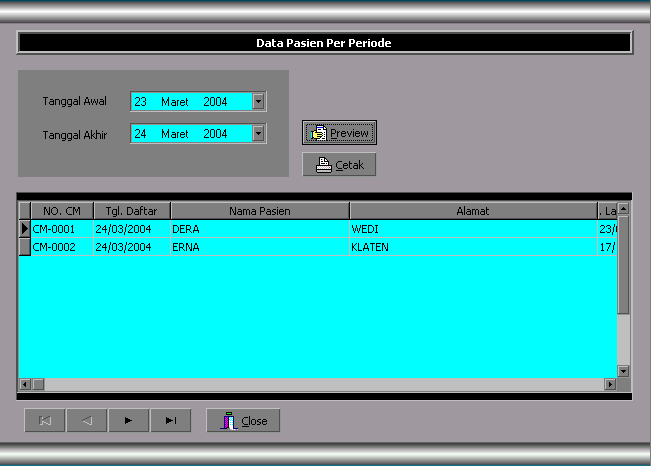 Data Pasien Per Periode
Tanggal Awal 23 Maret 2004
Tanggal Akhir 24 Maret 2004
Preview
Cetak
NO. CM Tgl. Daftar Nama Pasien Alamat . La
CM-0001 24/03/2004 DERA WEDI 23/
CM-0002 24/03/2004 ERNA KLATEN 17/
Close